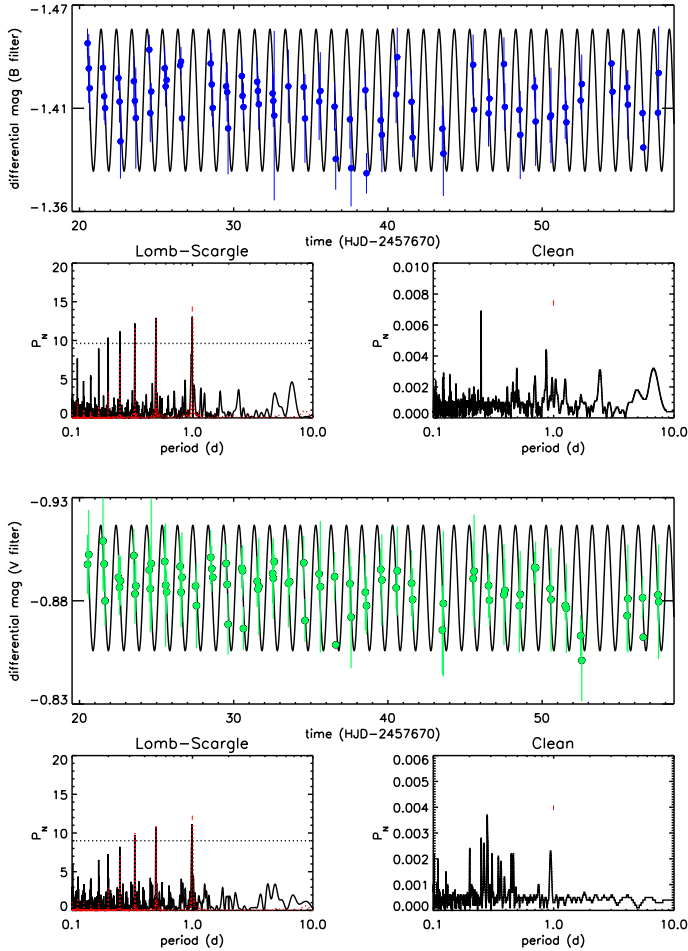 −1.47
−1.41
−1.36
differential mag (B filter)
20 30 40 50
time (HJD−2457670)
Lomb−Scargle Clean
20
15
10
5
0
P_N
0.1 1.0 10.0
period (d)
0.010
0.008
0.006
0.004
0.002
0.000
P_N
0.1 1.0 10.0
period (d)
−0.93
−0.88
−0.83
differential mag (V filter)
20 30 40 50
time (HJD−2457670)
Lomb−Scargle Clean
20
15
10
5
0
P_N
0.1 1.0 10.0
period (d)
0.006
0.005
0.004
0.003
0.002
0.001
0.000
P_N
0.1 1.0 10.0
period (d)